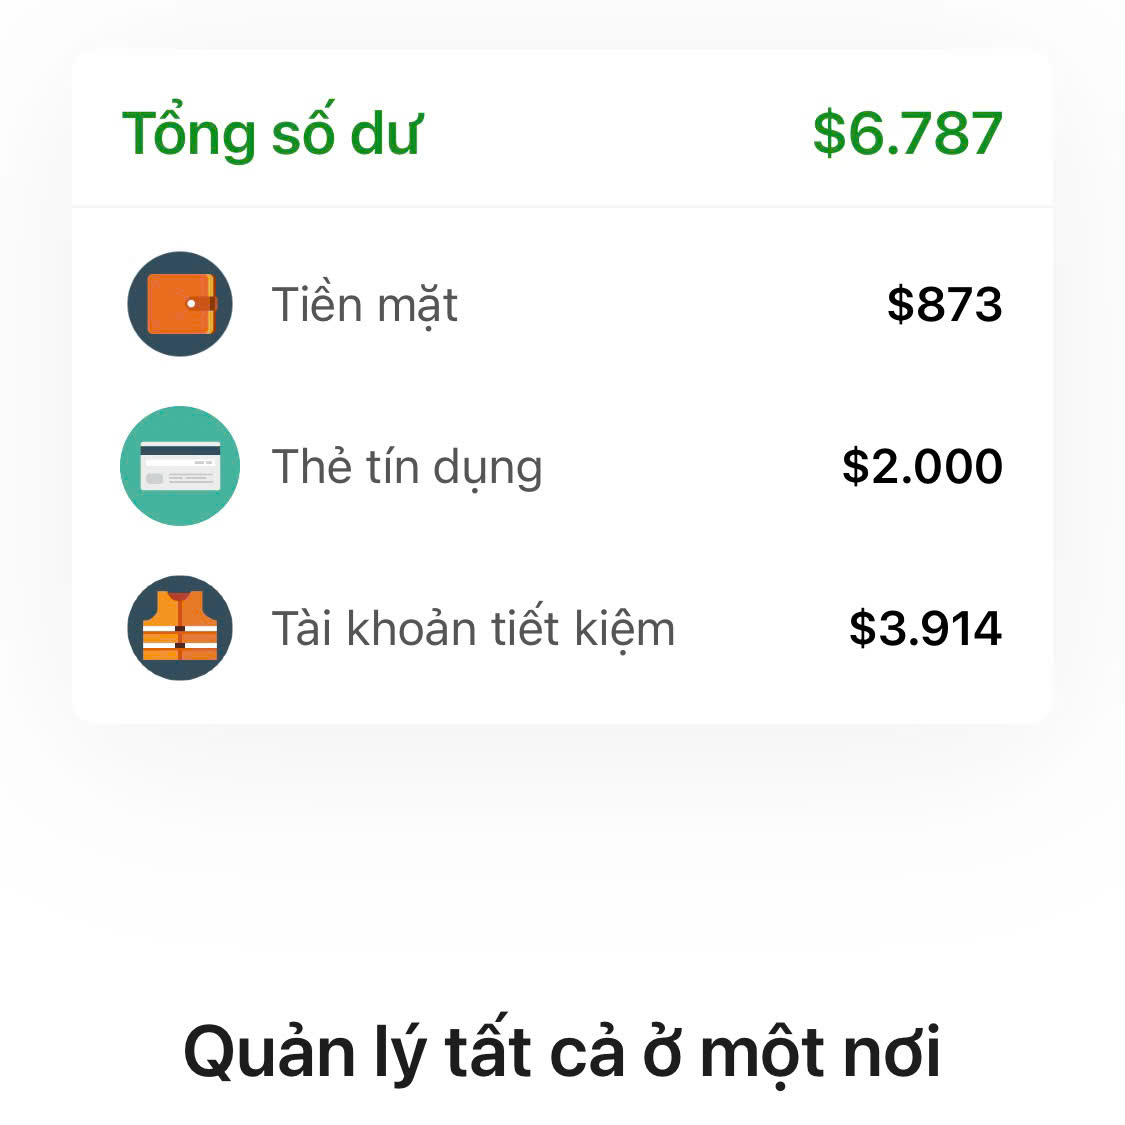 Tổng số dư $6.787
Tiền mặt $873
Thẻ tín dụng $2.000
Tài khoản tiết kiệm $3.914
Quản lý tất cả ở một nơi